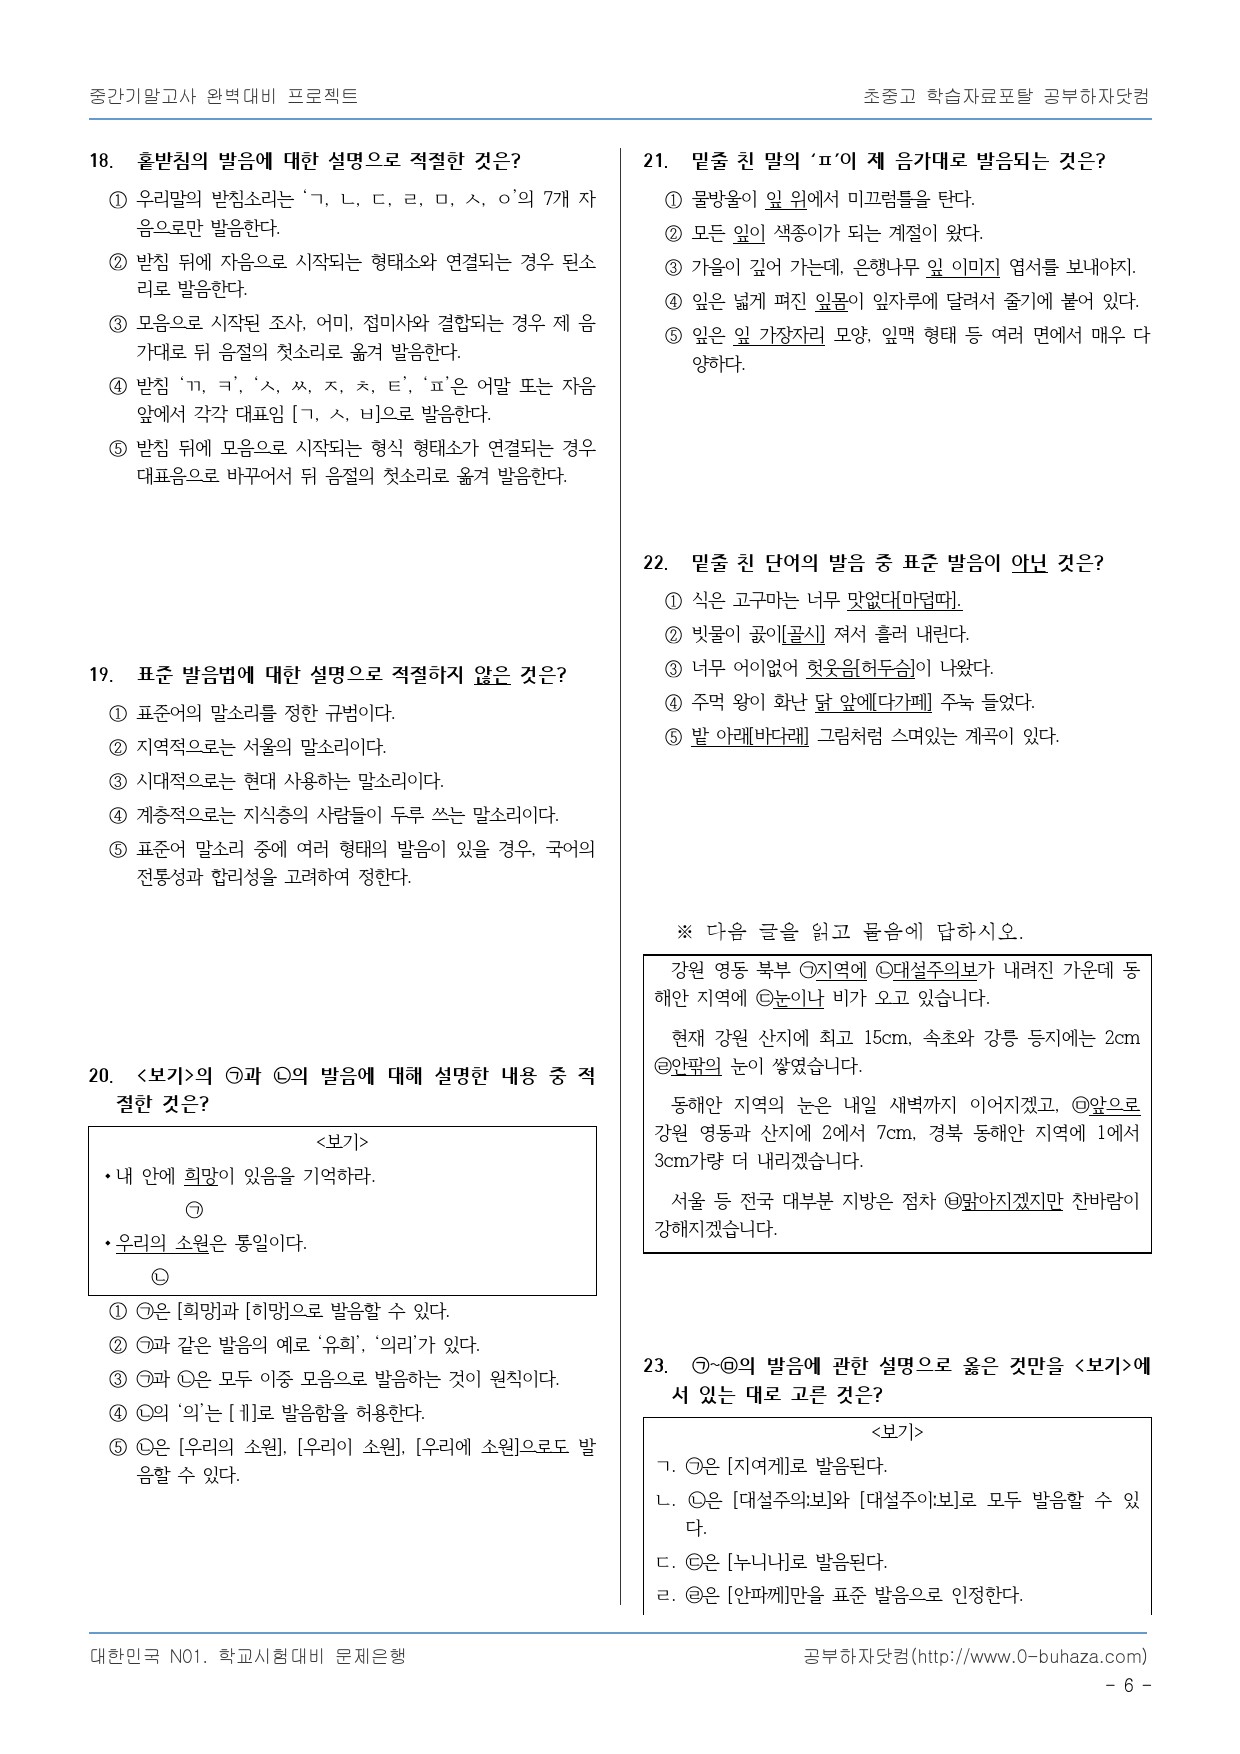 중간기말고사 완벽대비 프로젝트
초중고 학습자료포탈 공부하자닷컴
18. 홑받침의 발음에 대한 설명으로 적절한 것은?
① 우리말의 받침소리는 ‘ㄱ, ㄴ, ㄷ, ㄹ, ㅁ, ㅅ, ㅇ’의 7개 자
음으로만 발음한다.
② 받침 뒤에 자음으로 시작되는 형태소와 연결되는 경우 된소
리로 발음한다.
③ 모음으로 시작된 조사, 어미, 접미사와 결합되는 경우 제 음
가대로 뒤 음절의 첫소리로 옮겨 발음한다.
④ 받침 ‘ㄲ, ㅋ’, ‘ㅅ, ㅆ, ㅈ, ㅊ, ㅌ’, ‘ㅍ’은 어말 또는 자음
앞에서 각각 대표임 [ㄱ, ㅅ, ㅂ]으로 발음한다.
⑤ 받침 뒤에 모음으로 시작되는 형식 형태소가 연결되는 경우
대표음으로 바꾸어서 뒤 음절의 첫소리로 옮겨 발음한다.
19. 표준 발음법에 대한 설명으로 적절하지 않은 것은?
① 표준어의 말소리를 정한 규범이다.
② 지역적으로는 서울의 말소리이다.
③ 시대적으로는 현대 사용하는 말소리이다.
④ 계층적으로는 지식층의 사람들이 두루 쓰는 말소리이다.
⑤ 표준어 말소리 중에 여러 형태의 발음이 있을 경우, 국어의
전통성과 합리성을 고려하여 정한다.
20. <보기>의 ㉠과 ㉡의 발음에 대해 설명한 내용 중 적
절한 것은?
<보기>
•내 안에 희망이 있음을 기억하라.
㉠
•우리의 소원은 통일이다.
㉡
① ㉠은 [희망]과 [히망]으로 발음할 수 있다.
② ㉠과 같은 발음의 예로 ‘유희’, ‘의리’가 있다.
③ ㉠과 ㉡은 모두 이중 모음으로 발음하는 것이 원칙이다.
④ ㉡의 ‘의’는 [ㅔ]로 발음함을 허용한다.
⑤ ㉡은 [우리의 소원], [우리이 소원], [우리에 소원]으로도 발
음할 수 있다.
21. 밑줄 친 말의 ‘ㅍ’이 제 음가대로 발음되는 것은?
① 물방울이 잎 위에서 미끄럼틀을 탄다.
② 모든 잎이 색종이가 되는 계절이 왔다.
③ 가을이 깊어 가는데, 은행나무 잎 이미지 엽서를 보내야지.
④ 잎은 넓게 펴진 잎몸이 잎자루에 달려서 줄기에 붙어 있다.
⑤ 잎은 잎 가장자리 모양, 잎맥 형태 등 여러 면에서 매우 다
양하다.
22. 밑줄 친 단어의 발음 중 표준 발음이 아닌 것은?
① 식은 고구마는 너무 맛없다[마덥따].
② 빗물이 곬이[골시] 져서 흘러 내린다.
③ 너무 어이없어 헛웃음[허두슴]이 나왔다.
④ 주먹 왕이 화난 닭 앞에[다가페] 주눅 들었다.
⑤ 밭 아래[바다래] 그림처럼 스며있는 계곡이 있다.
※ 다음 글을 읽고 물음에 답하시오.
강원 영동 북부 ㉠지역에 ㉡대설주의보가 내려진 가운데 동
해안 지역에 ㉢눈이나 비가 오고 있습니다.
현재 강원 산지에 최고 15cm, 속초와 강릉 등지에는 2cm
㉣안팎의 눈이 쌓였습니다.
동해안 지역의 눈은 내일 새벽까지 이어지겠고, ㉤앞으로
강원 영동과 산지에 2에서 7cm, 경북 동해안 지역에 1에서
3cm가량 더 내리겠습니다.
서울 등 전국 대부분 지방은 점차 ㉥맑아지겠지만 찬바람이
강해지겠습니다.
23. ㉠~㉤의 발음에 관한 설명으로 옳은 것만을 <보기>에
서 있는 대로 고른 것은?
<보기>
ㄱ. ㉠은 [지여게]로 발음된다.
ㄴ. ㉡은 [대설주의:보]와 [대설주이:보]로 모두 발음할 수 있
다.
ㄷ. ㉢은 [누니나]로 발음된다.
ㄹ. ㉣은 [안파께]만을 표준 발음으로 인정한다.
대한민국 N01. 학교시험대비 문제은행
공부하자닷컴(http://www.0-buhaza.com)
- 6 -